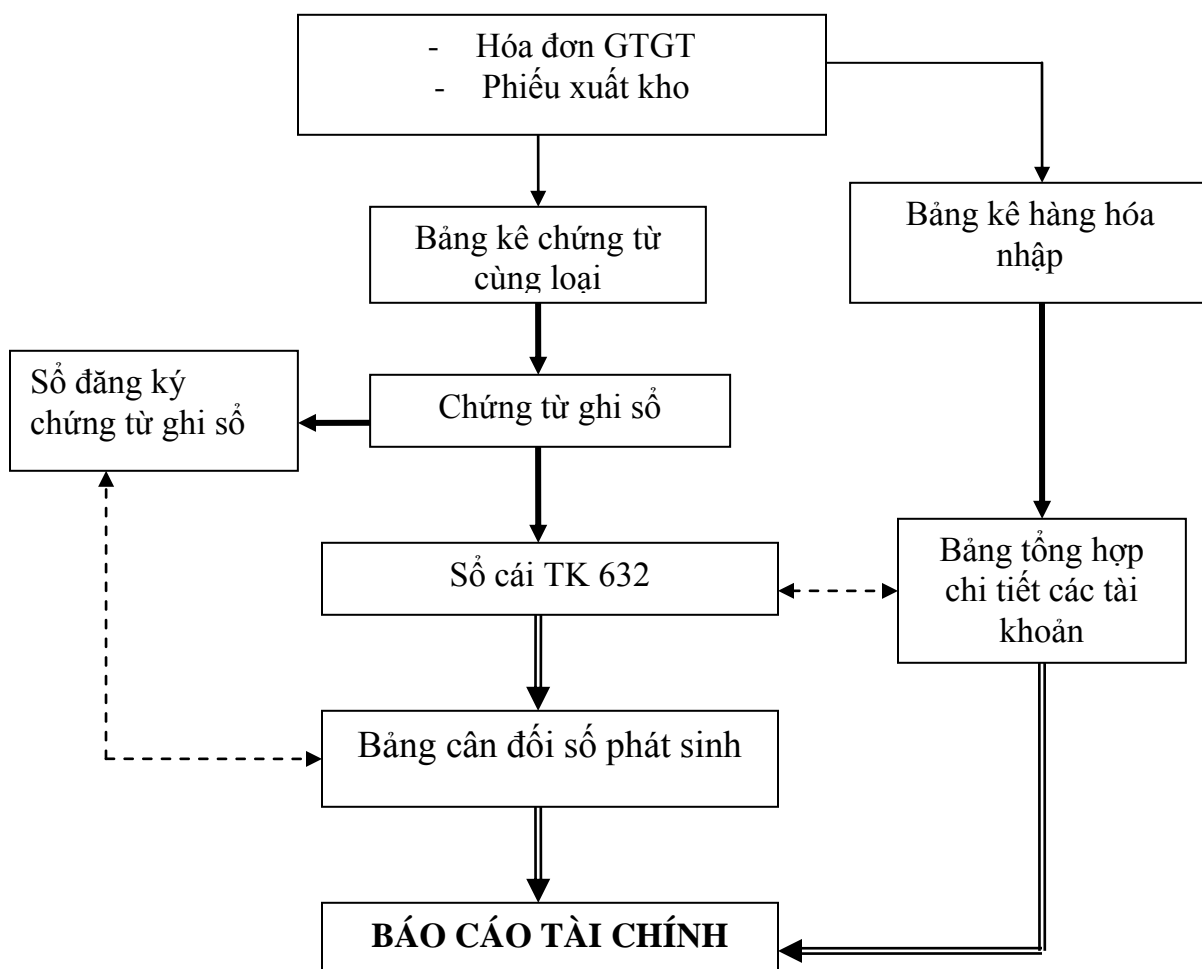 - Hóa đơn GTGT
- Phiếu xuất kho
Bảng kê chứng từ
cùng loại
Bảng kê hàng hóa
nhập
Sổ đăng ký
chứng từ ghi sổ
Chứng từ ghi sổ
Sổ cái TK 632
Bảng tổng hợp
chi tiết các tài
khoản
Bảng cân đối số phát sinh
BÁO CÁO TÀI CHÍNH